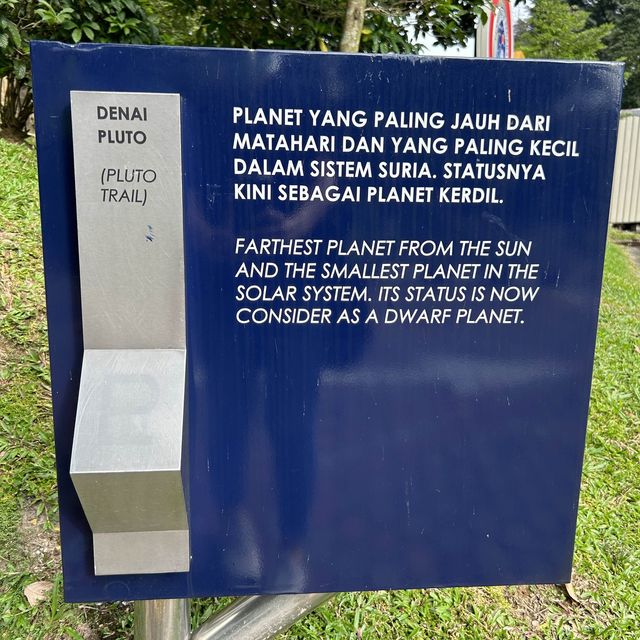 DENAI
PLUTO
(PLUTO
TRAIL)
PLANET YANG PALING JAUH DARI
MATAHARI DAN YANG PALING KECIL
DALAM SISTEM SURIA. STATUSNYA
KINI SEBAGAI PLANET KERDIL.
FARTHEST PLANET FROM THE SUN
AND THE SMALLEST PLANET IN THE
SOLAR SYSTEM. ITS STATUS IS NOW
CONSIDER AS A DWARF PLANET.